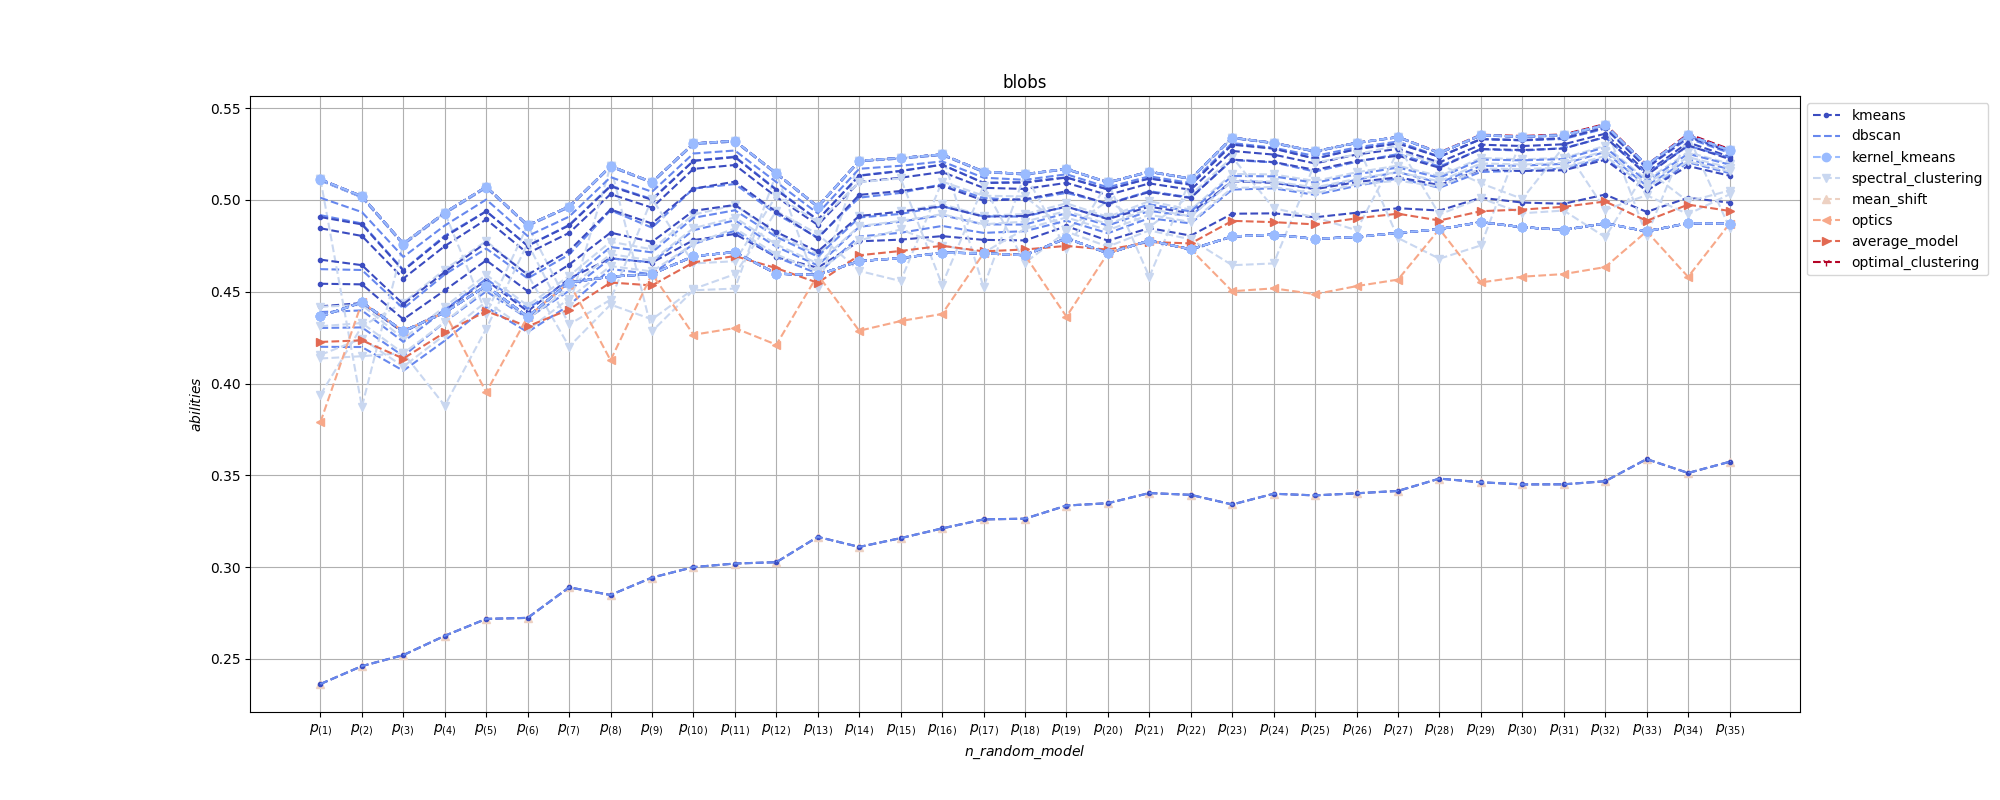 blobs
0.55
0.50
0.45
0.40
0.35
0.30
0.25
abilities
p(1) p(2) p(3) p(4) p(5) p(6) p(7) p(8) p(9) p(10) p(11) p(12) p(13) p(14) p(15) p(16) p(17) p(18) p(19) p(20) p(21) p(22) p(23) p(24) p(25) p(26) p(27) p(28) p(29) p(30) p(31) p(32) p(33) p(34) p(35)
n_random_model
kmeans
dbscan
kernel_kmeans
spectral_clustering
mean_shift
optics
average_model
optimal_clustering